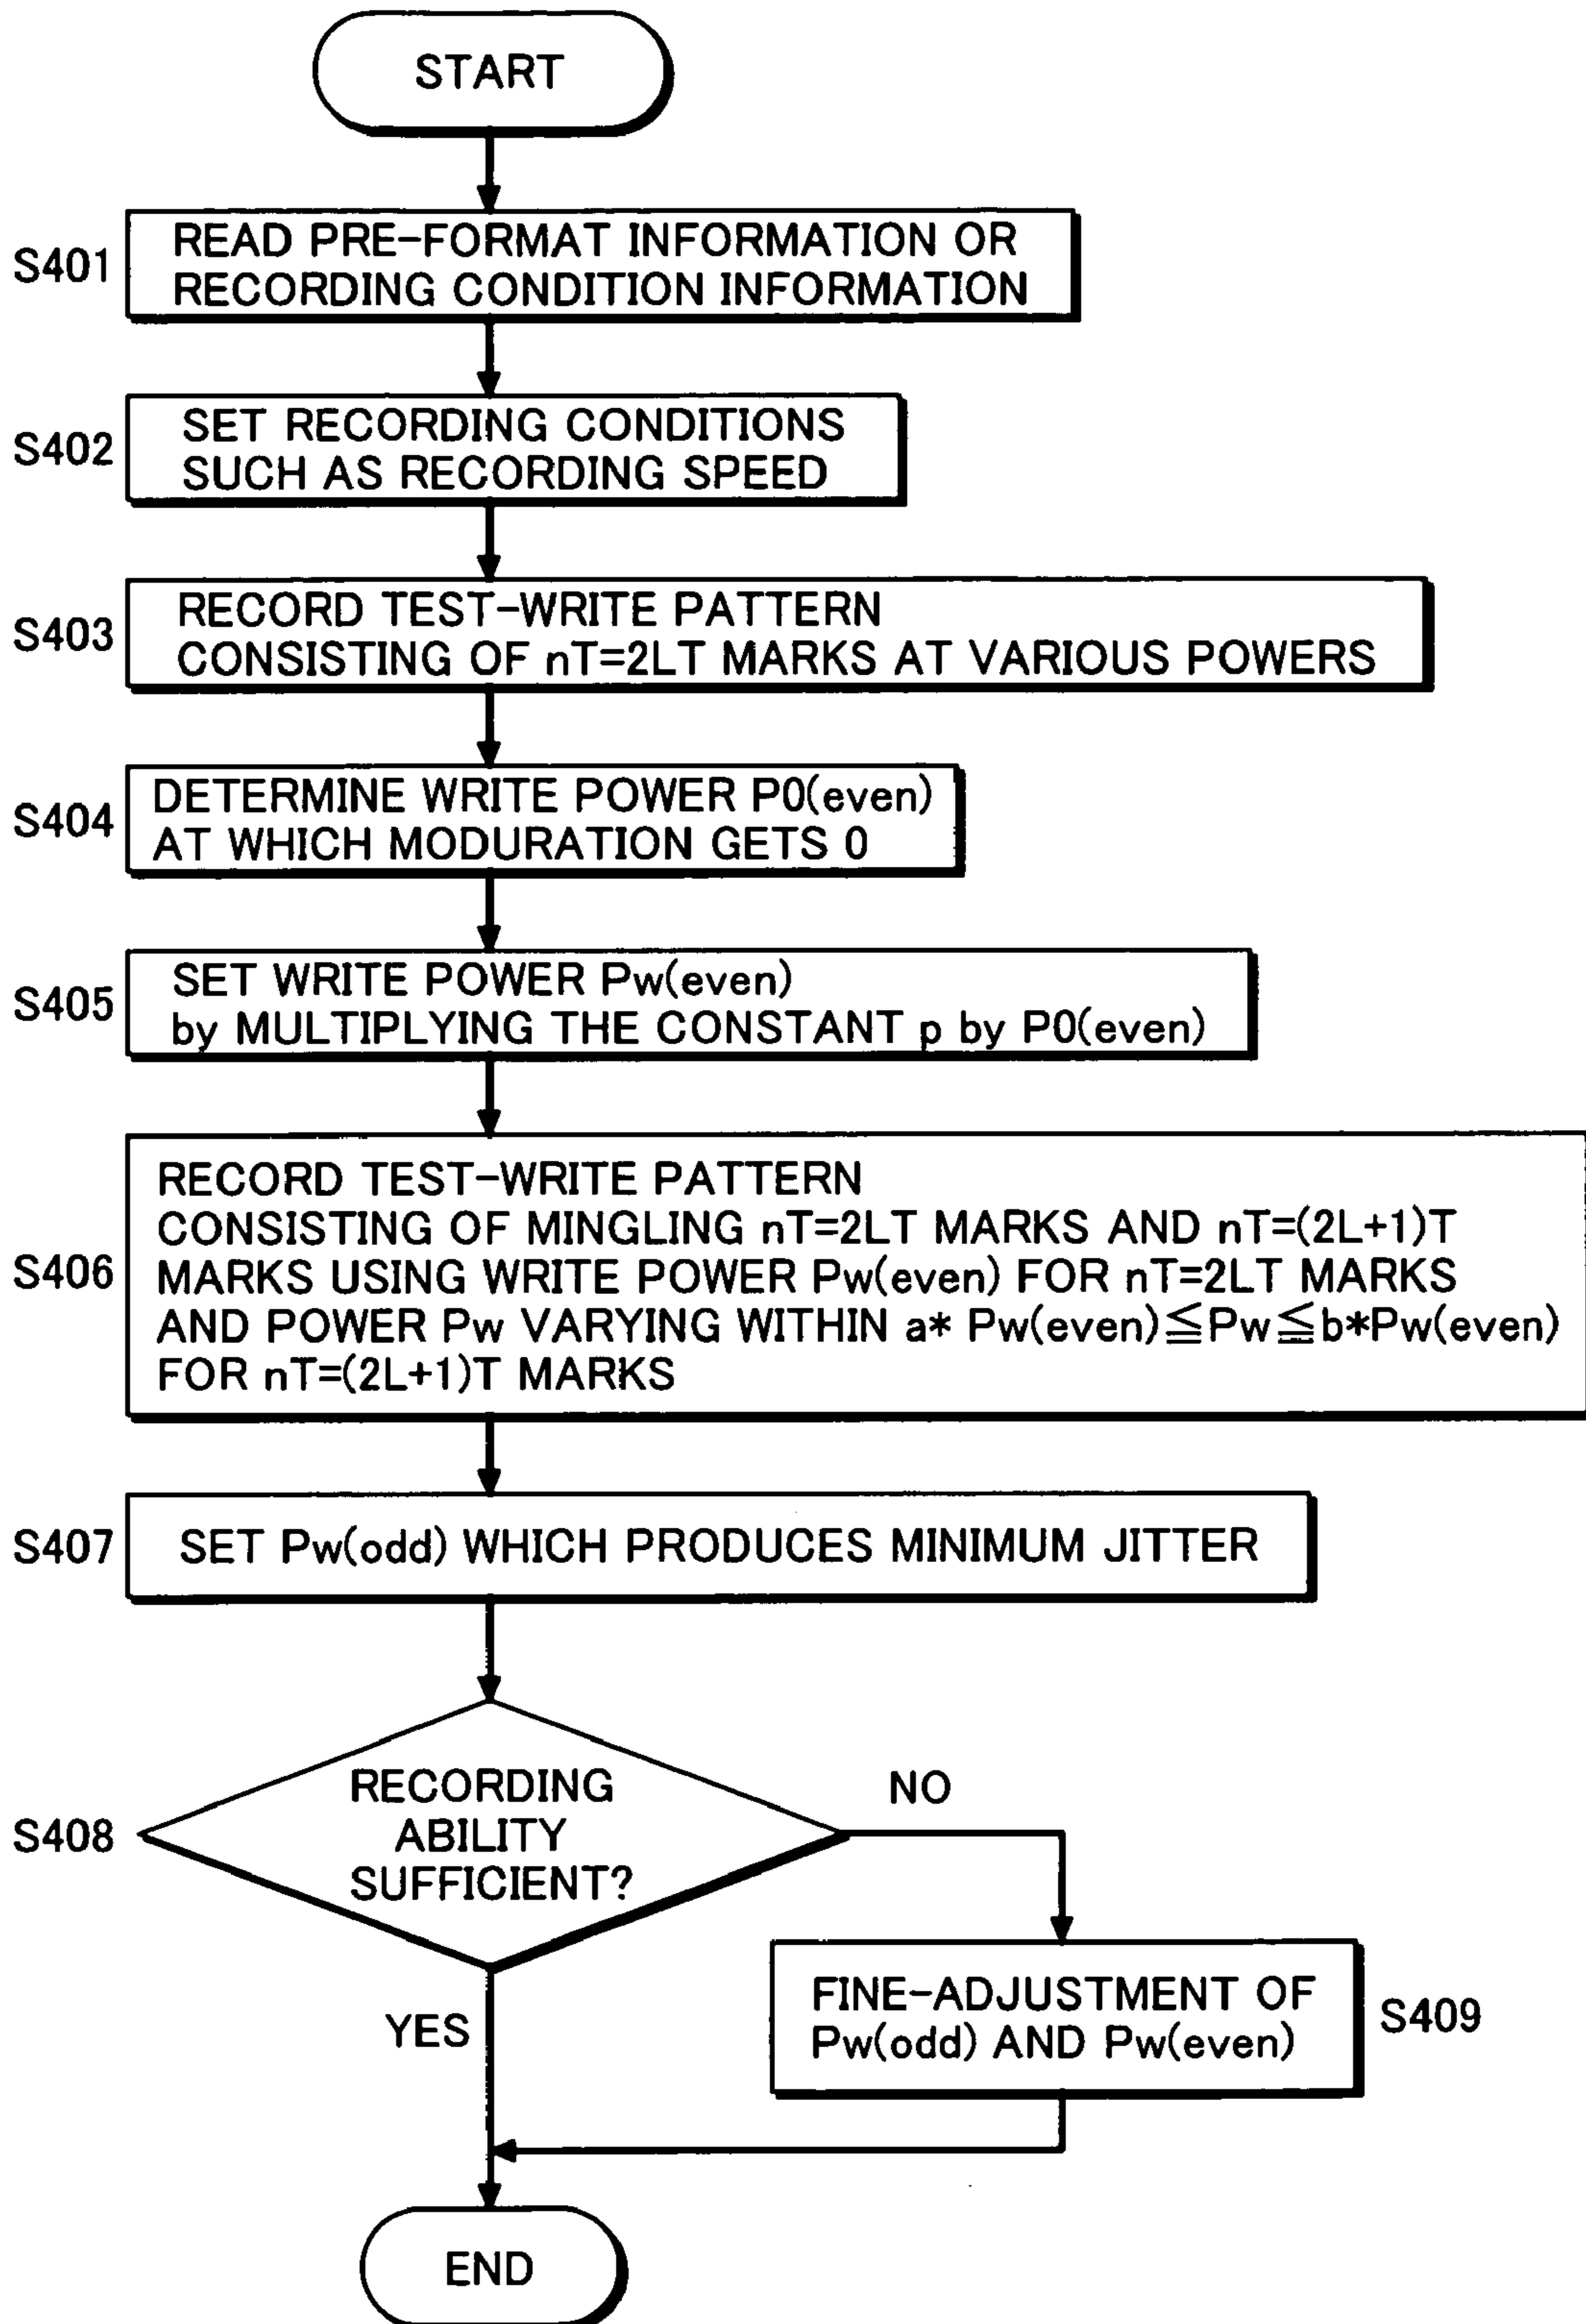 START
S401
READ PRE-FORMAT INFORMATION OR
RECORDING CONDITION INFORMATION
S402
SET RECORDING CONDITIONS
SUCH AS RECORDING SPEED
S403
RECORD TEST-WRITE PATTERN
CONSISTING OF nT=2LT MARKS AT VARIOUS POWERS
S404
DETERMINE WRITE POWER P0(even)
AT WHICH MODURATION GETS 0
S405
SET WRITE POWER Pw(even)
by MULTIPLYING THE CONSTANT p by P0(even)
S406
RECORD TEST-WRITE PATTERN
CONSISTING OF MINGLING nT=2LT MARKS AND nT=(2L+1)T
MARKS USING WRITE POWER Pw(even) FOR nT=2LT MARKS
AND POWER Pw VARYING WITHIN a* Pw(even)≦Pw≦b*Pw(even)
FOR nT=(2L+1)T MARKS
S407
SET Pw(odd) WHICH PRODUCES MINIMUM JITTER
S408
RECORDING
ABILITY
SUFFICIENT?
NO
YES
FINE-ADJUSTMENT OF
Pw(odd) AND Pw(even)
S409
END